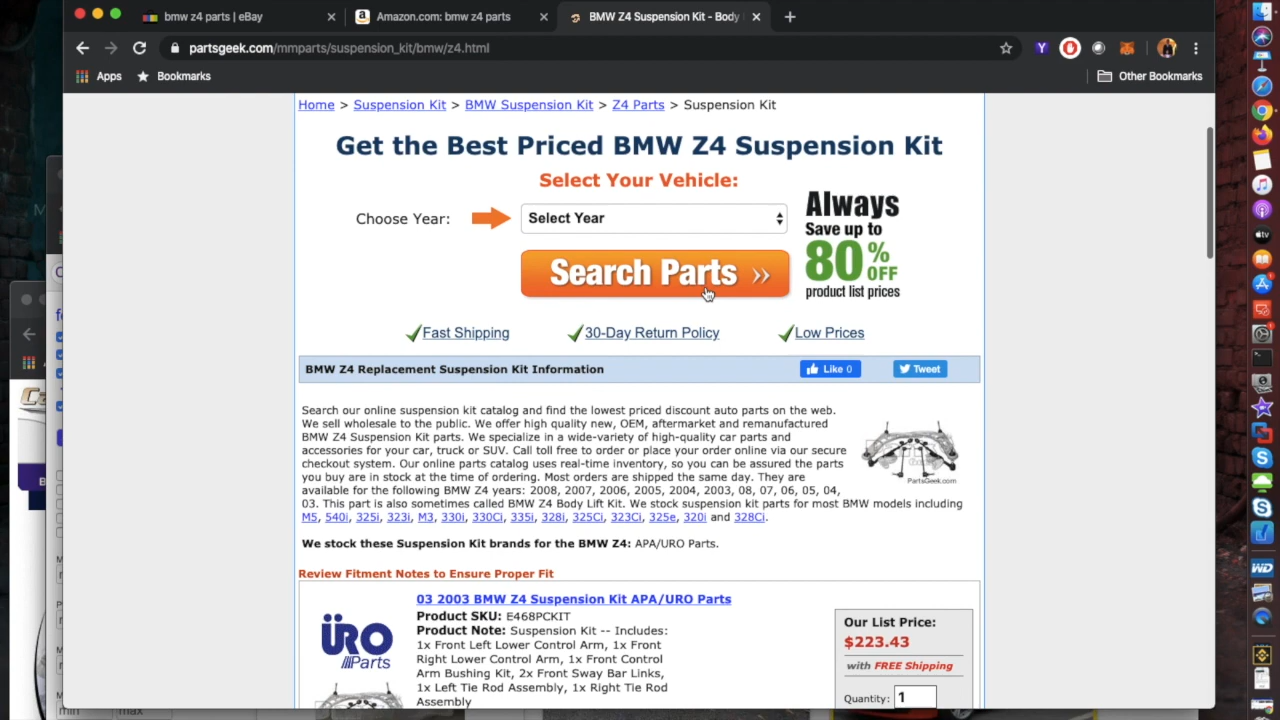 bmw z4 parts | eBay
Amazon.com: bmw z4 parts
BMW Z4 Suspension Kit - Body
partsgeek.com/mmparts/suspension_kit/bmw/z4.html
Apps
Bookmarks
Other Bookmarks
Home > Suspension Kit > BMW Suspension Kit > Z4 Parts > Suspension Kit
Get the Best Priced BMW Z4 Suspension Kit
Select Your Vehicle:
Choose Year:
Select Year
Search Parts »
Always
Save up to
80% OFF
product list prices
Fast Shipping
30-Day Return Policy
Low Prices
BMW Z4 Replacement Suspension Kit Information
Like 0
Tweet
Search our online suspension kit catalog and find the lowest priced discount auto parts on the web.
We sell wholesale to the public. We offer high quality new, OEM, aftermarket and remanufactured
BMW Z4 Suspension Kit parts. We specialize in a wide-variety of high-quality car parts and
accessories for your car, truck or SUV. Call toll free to order or place your order online via our secure
checkout system. Our online parts catalog uses real-time inventory, so you can be assured the parts
you buy are in stock at the time of ordering. Most orders are shipped the same day. They are
available for the following BMW Z4 years: 2008, 2007, 2006, 2005, 2004, 2003, 08, 07, 06, 05, 04,
03. This part is also sometimes called BMW Z4 Body Lift Kit. We stock suspension kit parts for most BMW models including
M5, 540i, 325i, 323i, M3, 330i, 330Ci, 335i, 328i, 325Ci, 323Ci, 325e, 320i and 328Ci.
PartsGeek.com
We stock these Suspension Kit brands for the BMW Z4: APA/URO Parts.
Review Fitment Notes to Ensure Proper Fit
03 2003 BMW Z4 Suspension Kit APA/URO Parts
Product SKU: E468PCKIT
Product Note: Suspension Kit -- Includes:
1x Front Left Lower Control Arm, 1x Front
Right Lower Control Arm, 1x Front Control
Arm Bushing Kit, 2x Front Sway Bar Links,
1x Left Tie Rod Assembly, 1x Right Tie Rod
Assembly
ÜRO
Parts
Our List Price:
$223.43
with FREE Shipping
Quantity: 1
min
max
WD
tv